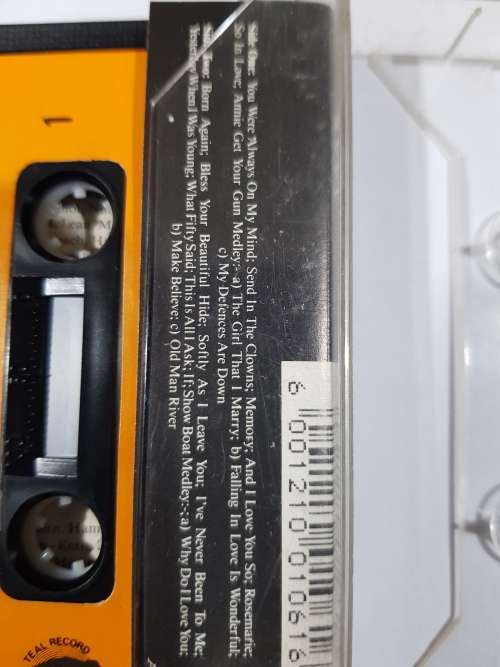 Side One: You Were Always On My Mind; Send In The Clowns; Memory; And I Love You So; Rosemarie;
So In Love; Annie Get Your Gun Medley:- a) The Girl That I Marry; b) Falling In Love Is Wonderful;
c) My Defences Are Down
Side Two: Born Again; Bless Your Beautiful Hide; Softly As I Leave You; I've Never Been To Me;
Yesterday When I Was Young; What Fifty Said; This Is All I Ask; If; Show Boat Medley:-; a) Why Do I Love You;
b) Make Believe; c) Old Man River
6 001210 010616
1
TEAL RECORD